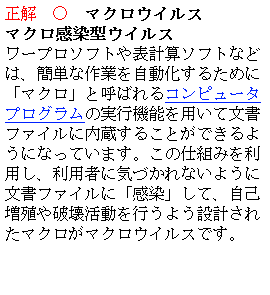 正解　○　マクロウイルス
マクロ感染型ウイルス
ワープロソフトや表計算ソフトなど
は、簡単な作業を自動化するために
「マクロ」と呼ばれるコンピュータ
プログラムの実行機能を用いて文書
ファイルに内蔵することができるよ
うになっています。この仕組みを利
用し、利用者に気づかれないように
文書ファイルに「感染」して、自己
増殖や破壊活動を行うよう設計され
たマクロがマクロウイルスです。